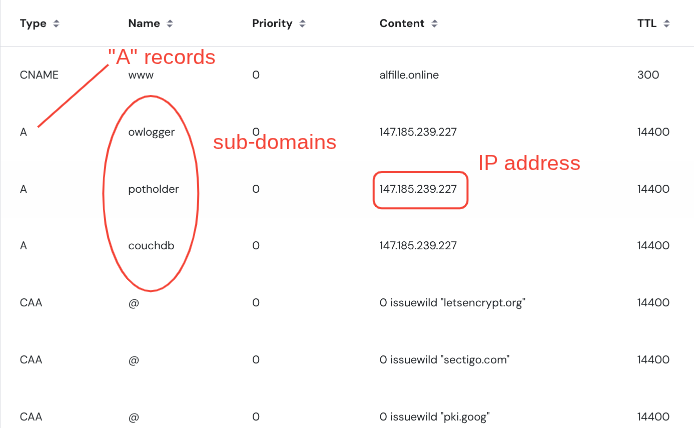 Type Name Priority Content TTL
"A" records
CNAME www 0 alfille.online 300
A owlogger 0 147.185.239.227 14400
sub-domains
IP address
A potholder 0 147.185.239.227 14400
A couchdb 0 147.185.239.227 14400
CAA @ 0 0 issuewild "letsencrypt.org" 14400
CAA @ 0 0 issuewild "sectigo.com" 14400
CAA @ 0 0 issuewild "pki.goog" 14400